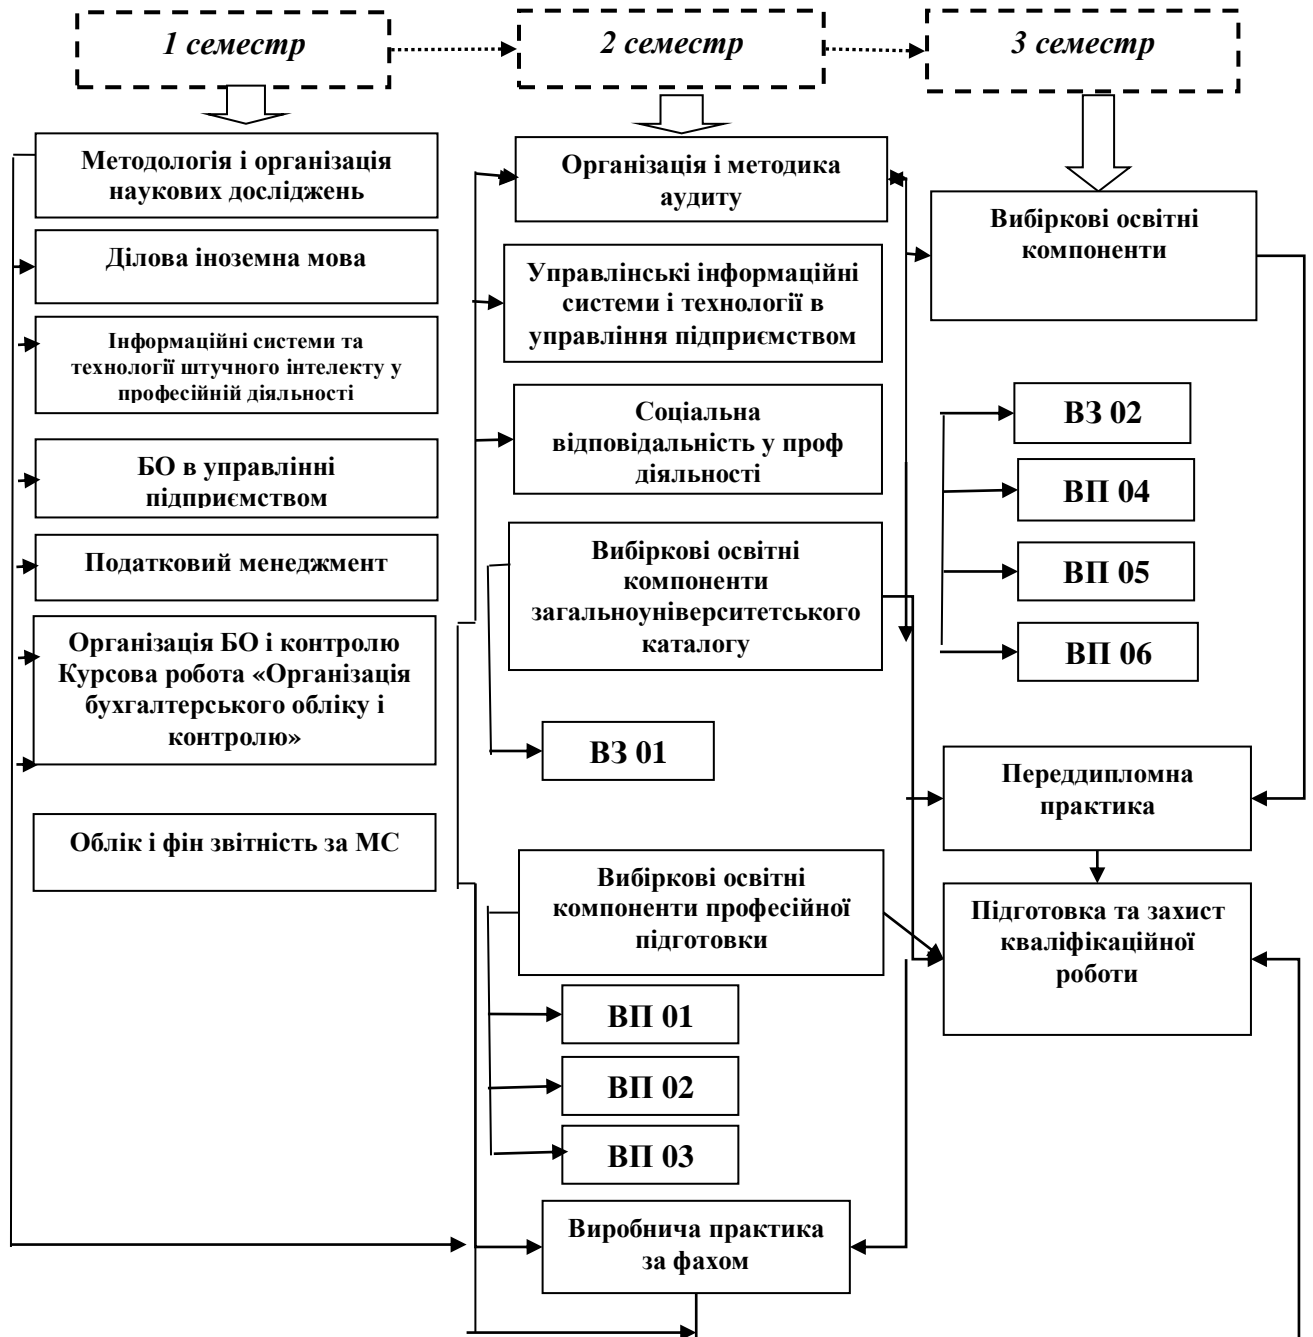 1 семестр
2 семестр
3 семестр
Методологія і організація
наукових досліджень
Ділова іноземна мова
Інформаційні системи та
технології штучного інтелекту у
професійній діяльності
БО в управлінні
підприємством
Податковий менеджмент
Організація БО і контролю
Курсова робота «Організація
бухгалтерського обліку і
контролю»
Облік і фін звітність за МС
Організація і методика
аудиту
Управлінські інформаційні
системи і технології в
управління підприємством
Соціальна
відповідальність у проф
діяльності
Вибіркові освітні
компоненти
загальноуніверситетського
каталогу
ВЗ 01
Вибіркові освітні
компоненти професійної
підготовки
ВП 01
ВП 02
ВП 03
Виробнича практика
за фахом
Вибіркові освітні
компоненти
ВЗ 02
ВП 04
ВП 05
ВП 06
Переддипломна
практика
Підготовка та захист
кваліфікаційної
роботи